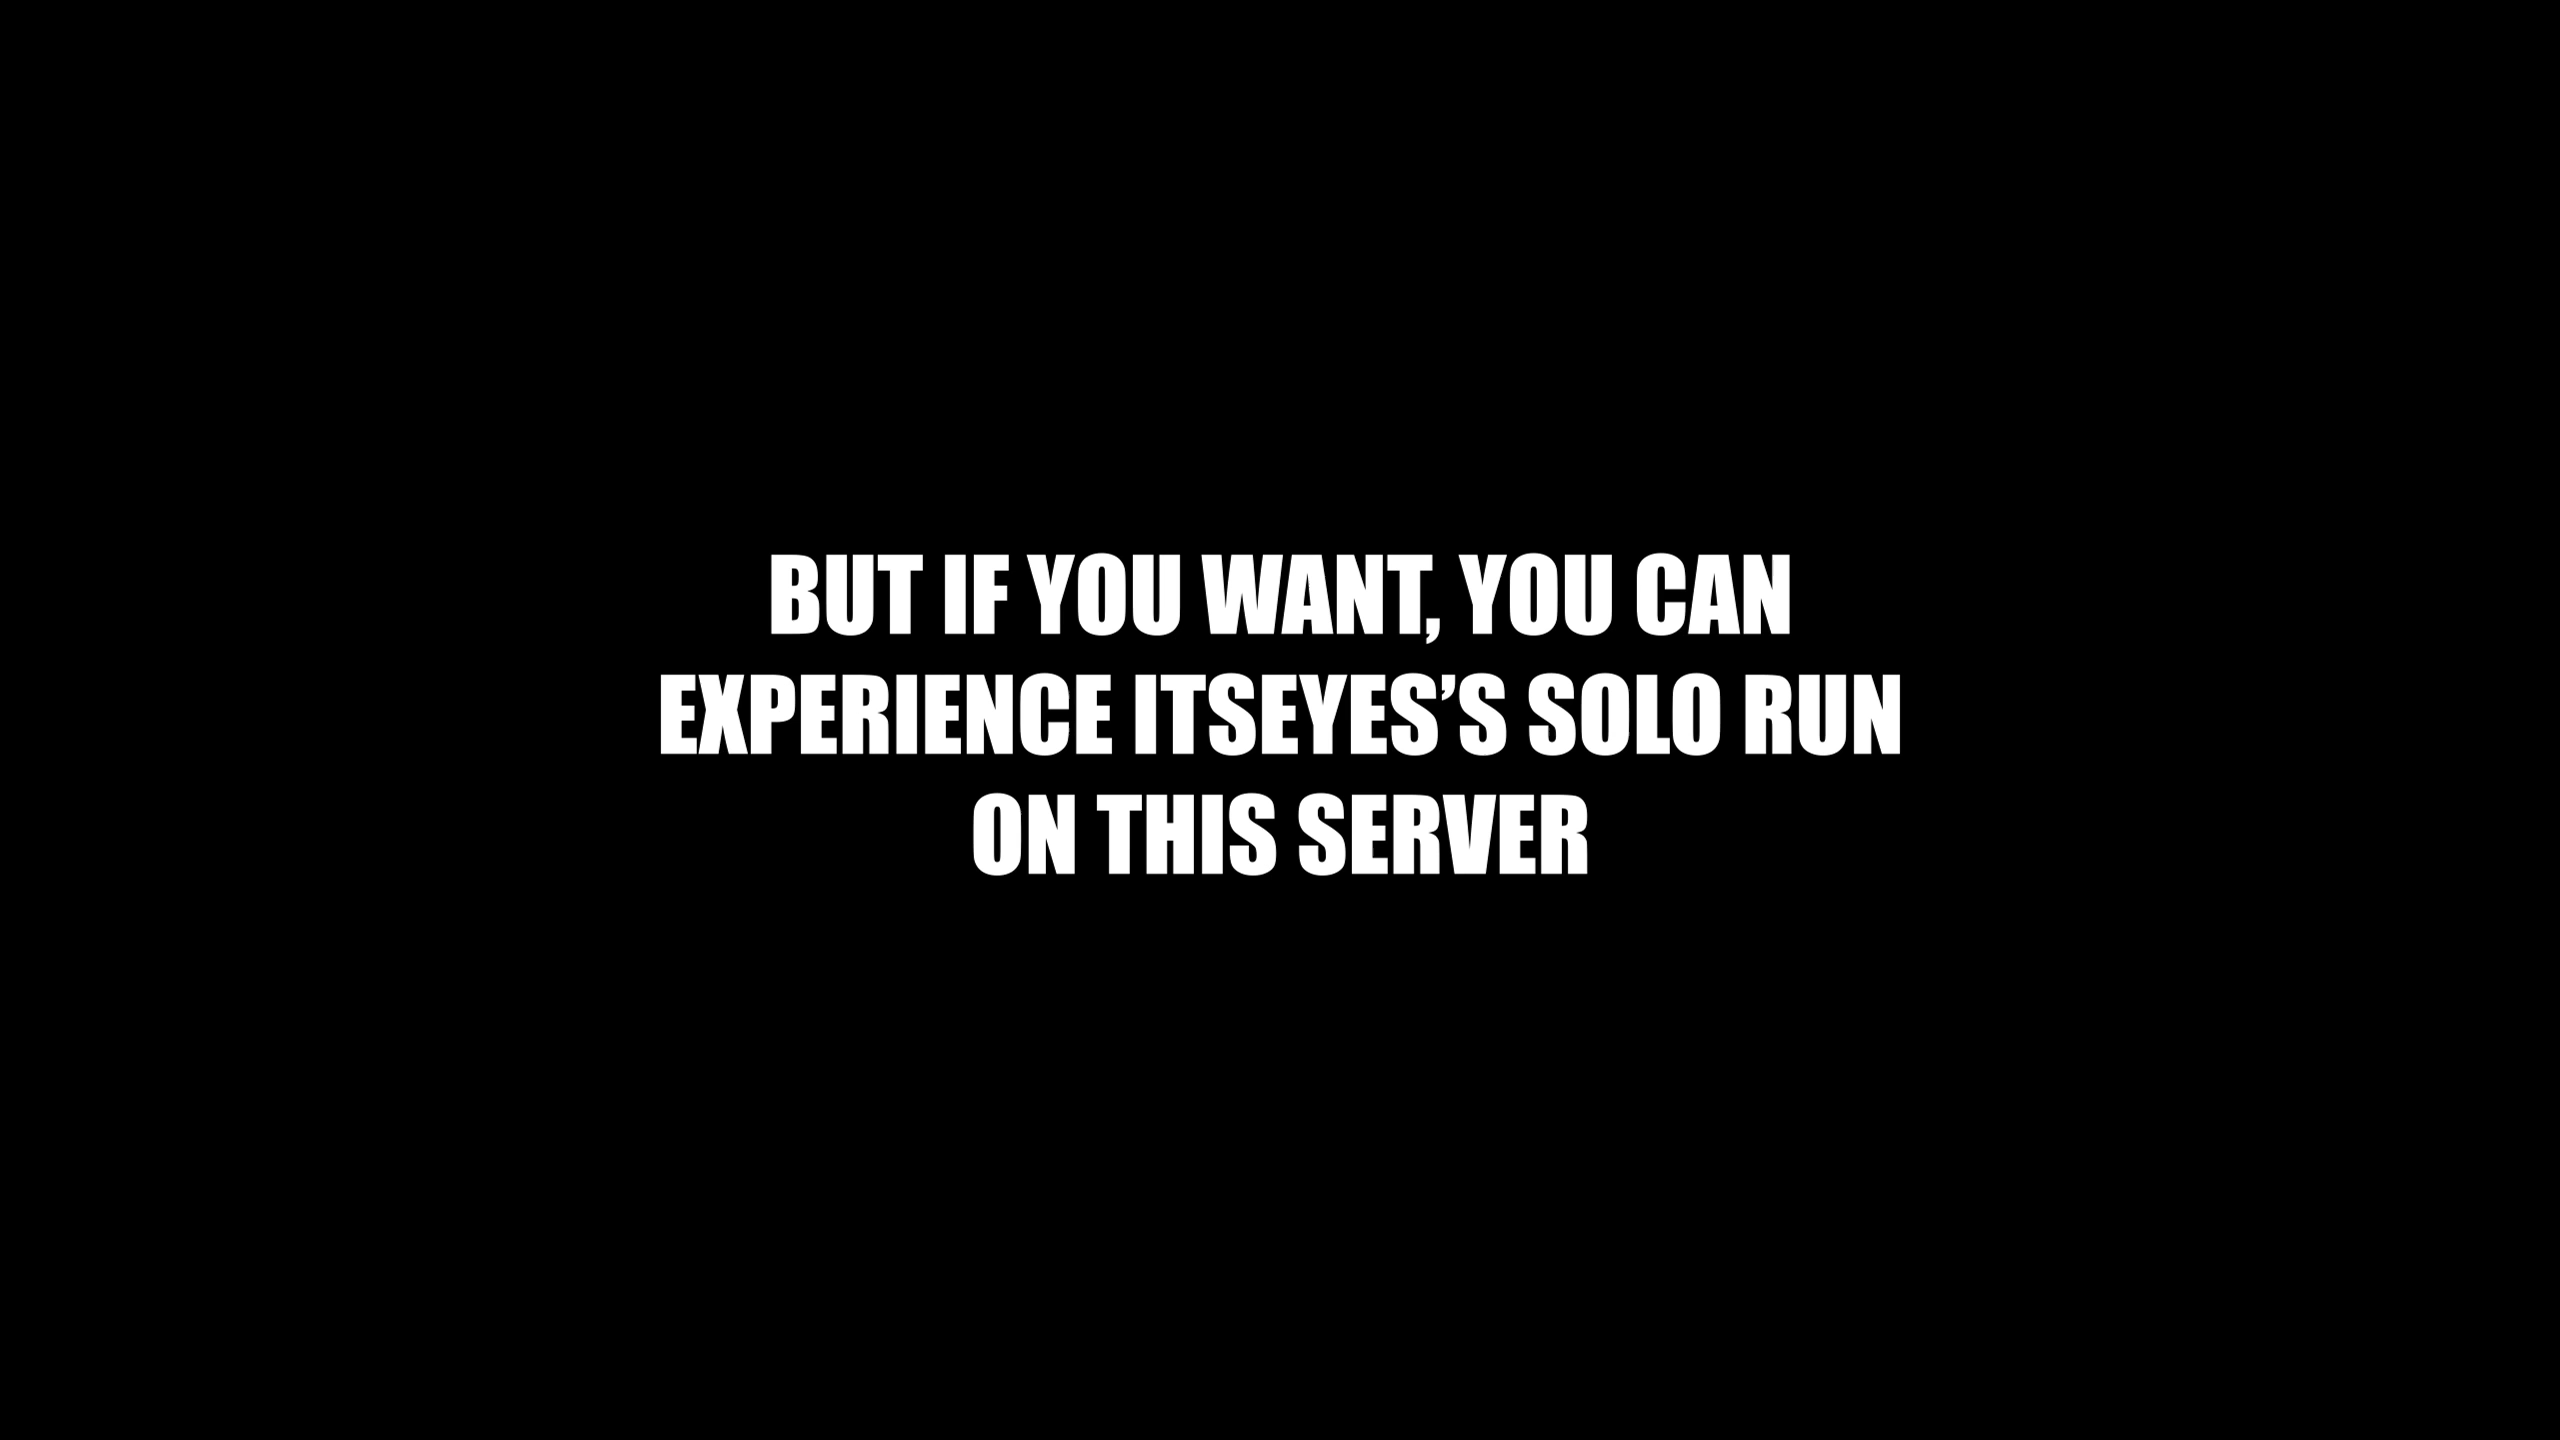 BUT IF YOU WANT, YOU CAN
EXPERIENCE ITSEYES’S SOLO RUN
ON THIS SERVER